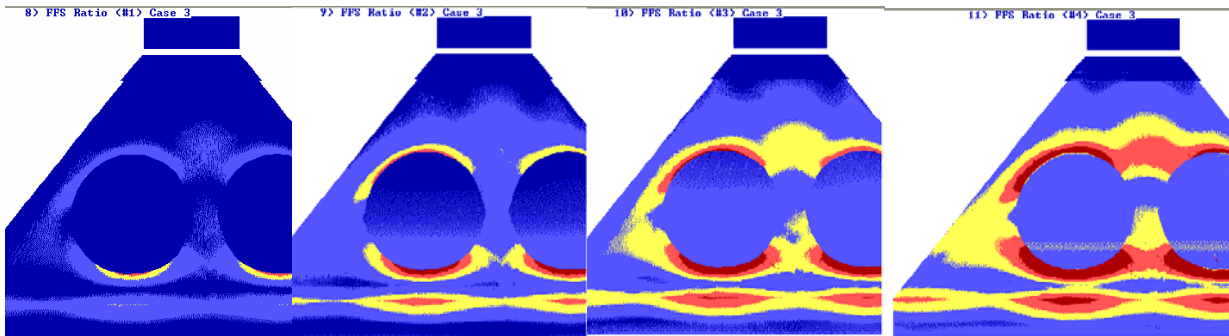 8) FFS Ratio (#1) Case 3
9) FFS Ratio (#2) Case 3
10) FFS Ratio (#3) Case 3
11) FFS Ratio (#4) Case 3